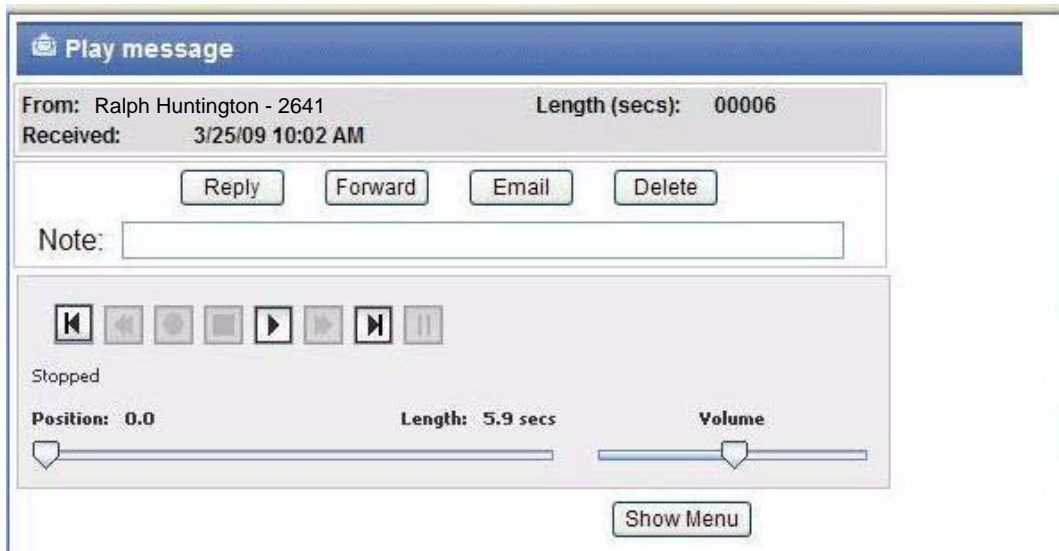 Play message
From: Ralph Huntington - 2641 Length (secs): 00006
Received: 3/25/09 10:02 AM
Reply Forward Email Delete
Note:
Stopped
Position: 0.0 Length: 5.9 secs Volume
Show Menu